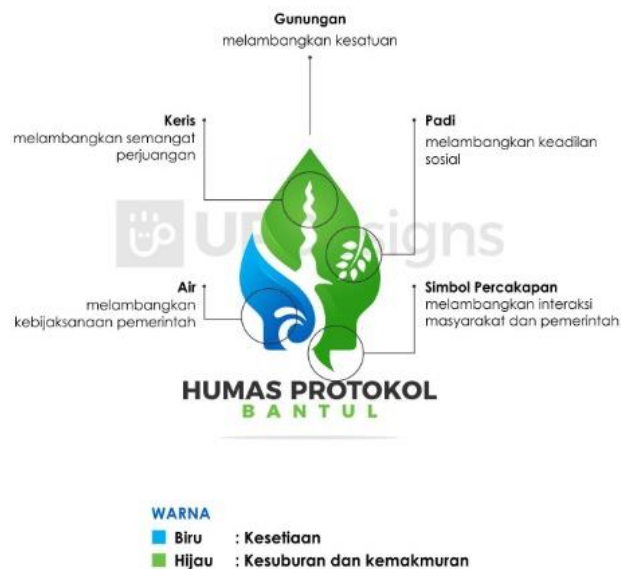 Gunungan
melambangkan kesatuan
Keris
melambangkan semangat
perjuangan
Padi
melambangkan keadilan
sosial
Air
melambangkan
kebijaksanaan pemerintah
Simbol Percakapan
melambangkan interaksi
masyarakat dan pemerintah
HUMAS PROTOKOL
BANTUL
WARNA
Biru : Kesetiaan
Hijau : Kesuburan dan kemakmuran